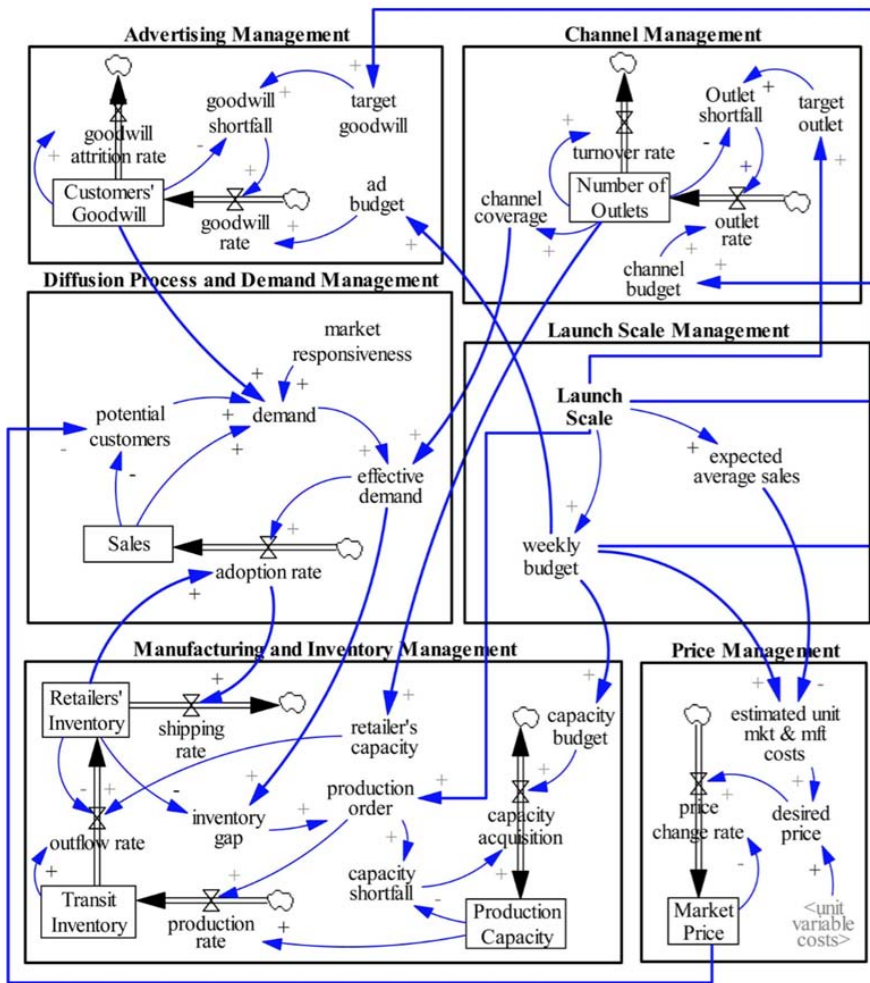 Advertising Management
goodwill
shortfall
target
goodwill
goodwill
attrition rate
Customers'
Goodwill
goodwill
rate
ad
budget
Channel Management
Outlet
shortfall
target
outlet
turnover rate
Number of
Outlets
channel
coverage
outlet
rate
channel
budget
Diffusion Process and Demand Management
market
responsiveness
potential
customers
demand
effective
demand
Sales
adoption rate
Launch Scale Management
Launch
Scale
expected
average sales
weekly
budget
Manufacturing and Inventory Management
Retailers'
Inventory
shipping
rate
retailer's
capacity
capacity
budget
production
order
inventory
gap
outflow rate
capacity
acquisition
capacity
shortfall
Transit
Inventory
production
rate
Production
Capacity
Price Management
estimated unit
mkt & mft
costs
price
change rate
desired
price
Market
Price
<unit
variable
costs>